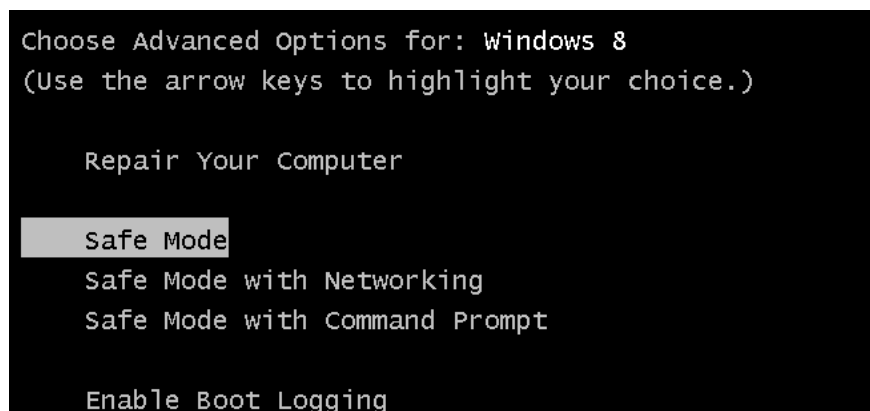 Choose Advanced Options for: Windows 8
(Use the arrow keys to highlight your choice.)
Repair Your Computer
Safe Mode
Safe Mode with Networking
Safe Mode with Command Prompt
Enable Boot Logging